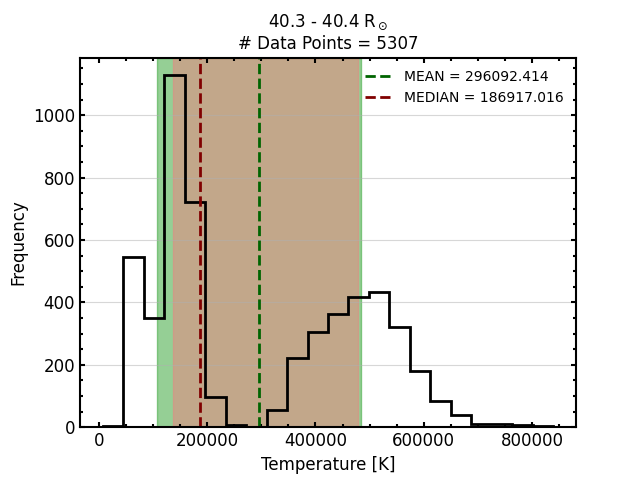 40.3 - 40.4 R⊙
# Data Points = 5307
MEAN = 296092.414
MEDIAN = 186917.016
1000
800
600
400
200
0
Frequency
0 200000 400000 600000 800000
Temperature [K]